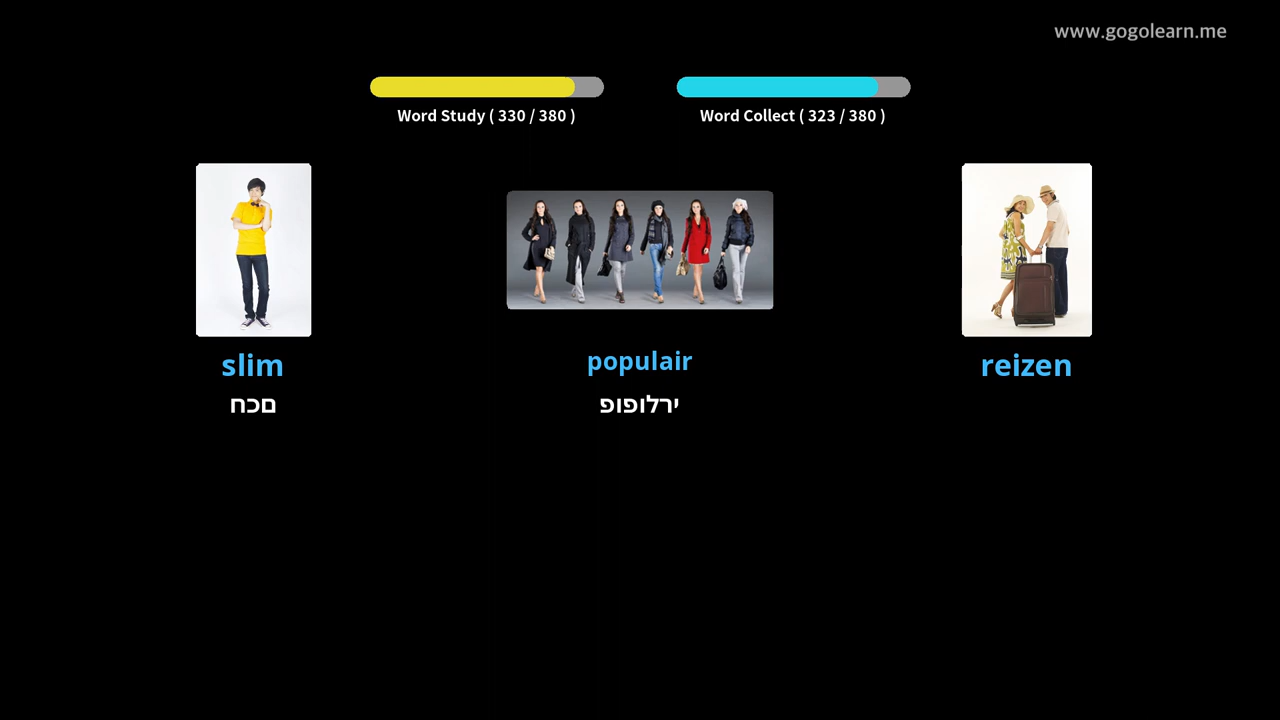 www.gogolearn.me
Word Study ( 330 / 380 )
Word Collect ( 323 / 380 )
slim
populair
reizen
חכם
פופולרי